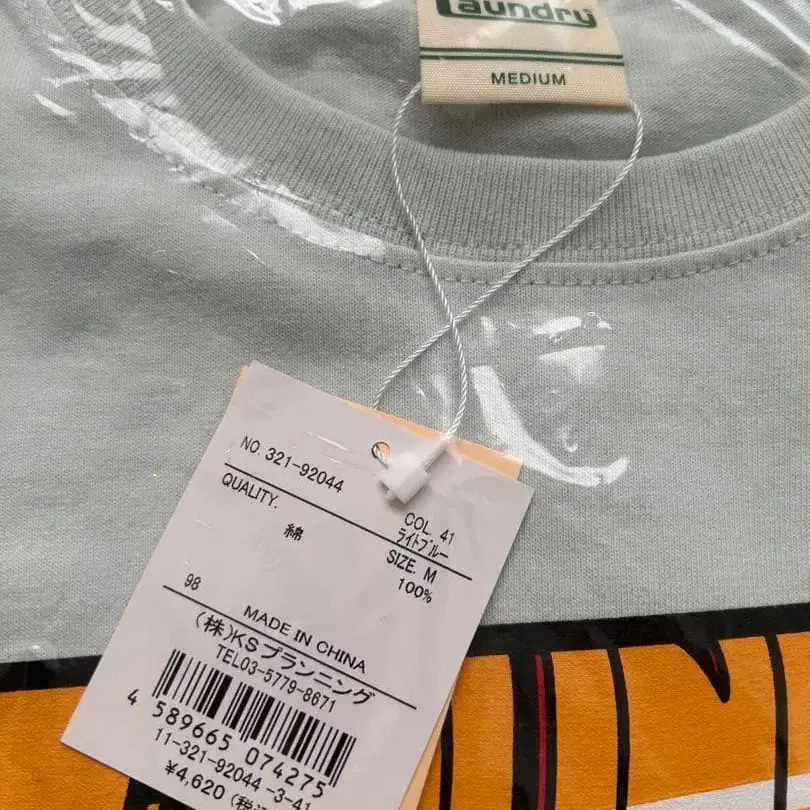 Laundry
MEDIUM
NO. 321-92044
QUALITY.
COL. 41
ライトブルー
綿
SIZE. M
100%
98
MADE IN CHINA
(株)KSプランニング
TEL03-5779-8671
4 589665 074275
11-321-92044-3-41
¥4,620 (税込